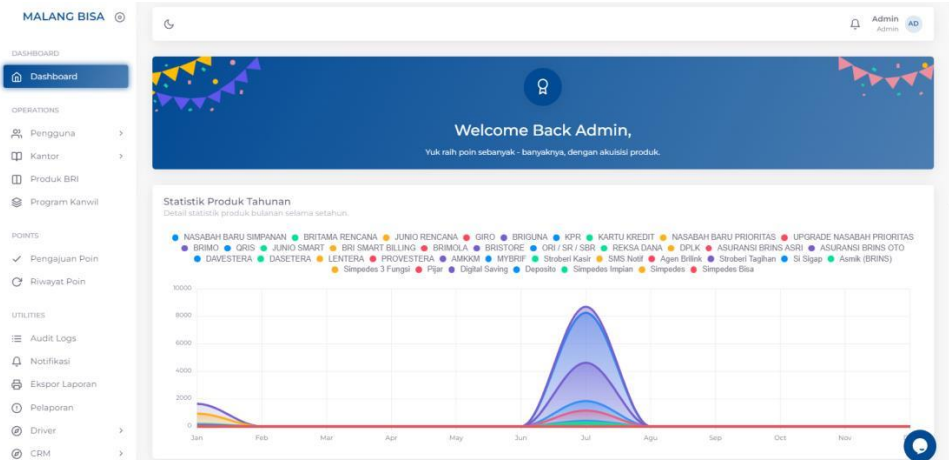 MALANG BISA
Admin
Admin
AD
DASHBOARD
Dashboard
OPERATIONS
Pengguna
Kantor
Produk BRI
Program Kanwil
POINTS
Pengajuan Poin
Riwayat Poin
UTILITIES
Audit Logs
Notifikasi
Ekspor Laporan
Pelaporan
Driver
CRM
Welcome Back Admin,
Yuk raih poin sebanyak - banyaknya, dengan akuisisi produk.
Statistik Produk Tahunan
Detail statistik produk bulanan selama setahun.
NASABAH BARU SIMPANAN BRITAMA RENCANA JUNIO RENCANA GIRO BRIGUNA KPR KARTU KREDIT NASABAH BARU PRIORITAS UPGRADE NASABAH PRIORITAS
BRIMO QRIS JUNIO SMART BRI SMART BILLING BRIMOLA BRISTORE ORI / SR / SBR REKSA DANA DPLK ASURANSI BRINS ASRI ASURANSI BRINS OTO
DAVESTERA DASETERA LENTERA PROVESTERA AMKKM MYBRIF Stroberi Kasir SMS Notif Agen Brilink Stroberi Tagihan Si Sigap Asmik (BRINS)
Simpedes 3 Fungsi Pijar Digital Saving Deposito Simpedes Impian Simpedes Simpedes Bisa
10000
8000
6000
4000
2000
0
Jan Feb Mar Apr May Jun Jul Agu Sep Oct Nov